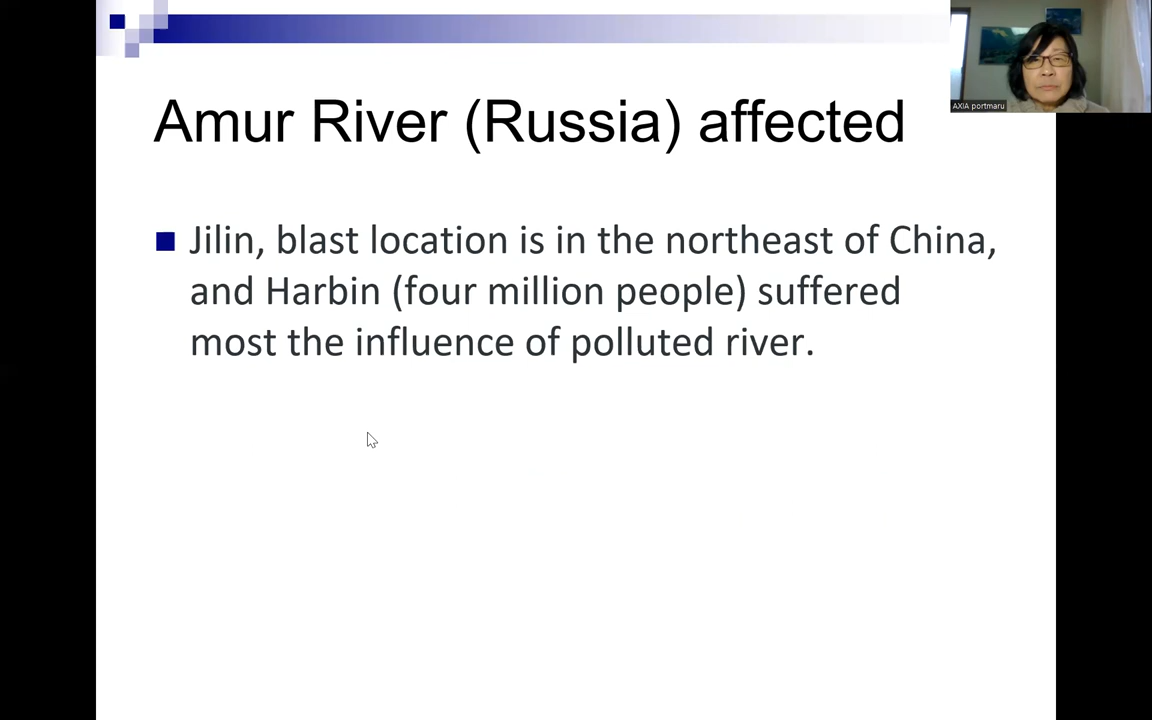 Amur River (Russia) affected
AXIA portmaru
Jilin, blast location is in the northeast of China,
and Harbin (four million people) suffered
most the influence of polluted river.